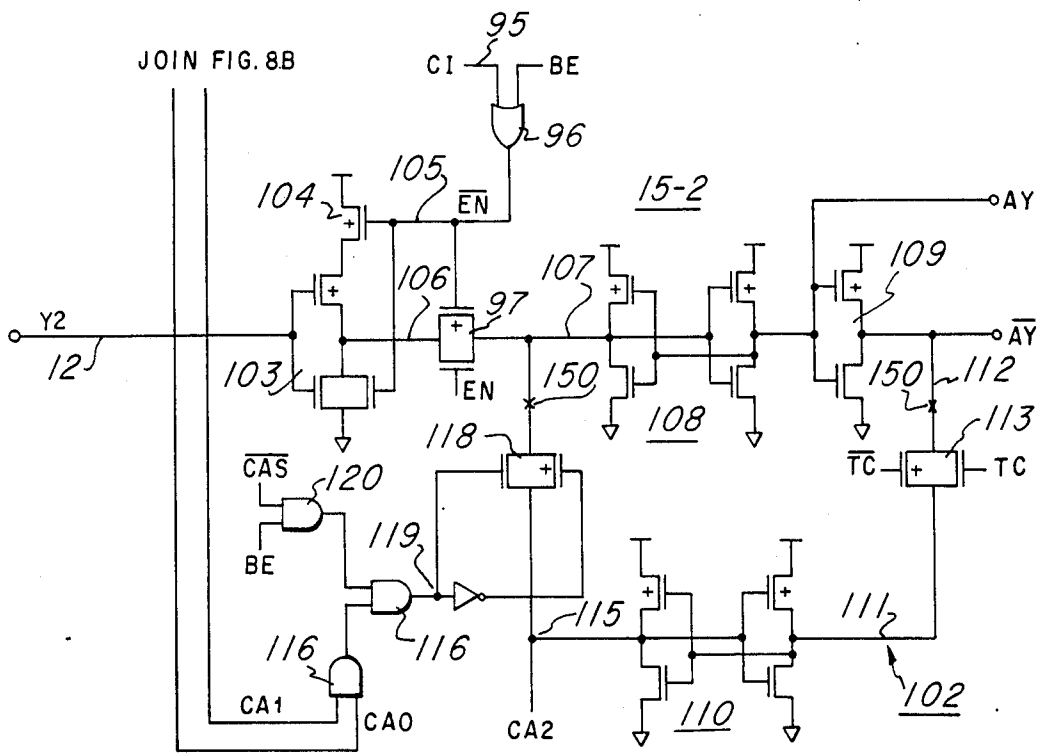 95
JOIN FIG. 8B
CI
BE
96
104
105
EN
15-2
AY
106
107
97
109
Y2
AY
12
103
EN
150
108
150
112
118
113
CAS
120
TC
TC
BE
119
115
111
116
116
CA1
CA0
CA2
110
102